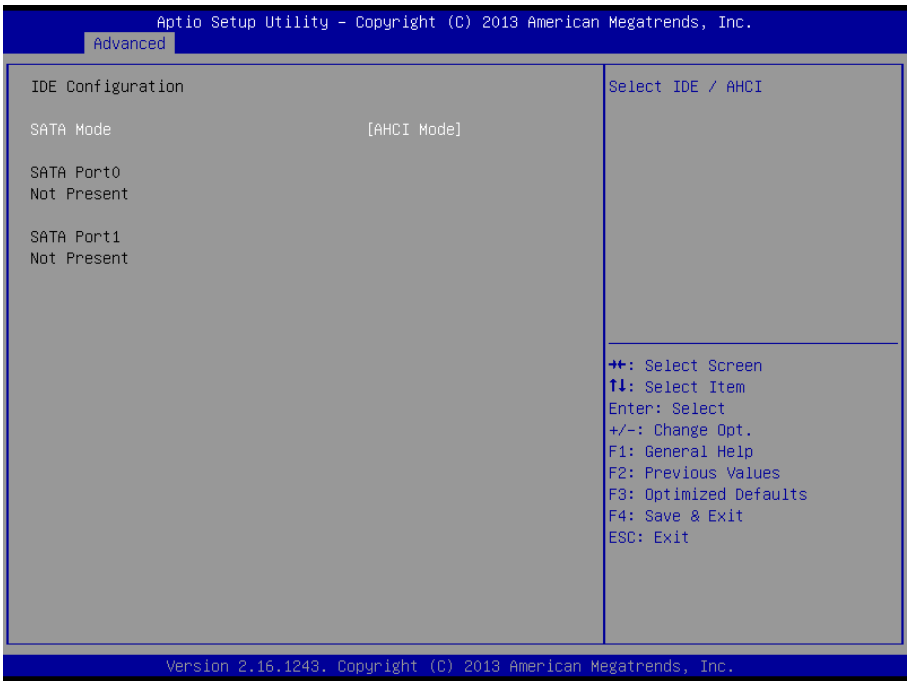 Aptio Setup Utility – Copyright (C) 2013 American Megatrends, Inc.
Advanced
IDE Configuration
SATA Mode [AHCI Mode]
SATA Port0
Not Present
SATA Port1
Not Present
Select IDE / AHCI
→←: Select Screen
↑↓: Select Item
Enter: Select
+/-: Change Opt.
F1: General Help
F2: Previous Values
F3: Optimized Defaults
F4: Save & Exit
ESC: Exit
Version 2.16.1243. Copyright (C) 2013 American Megatrends, Inc.